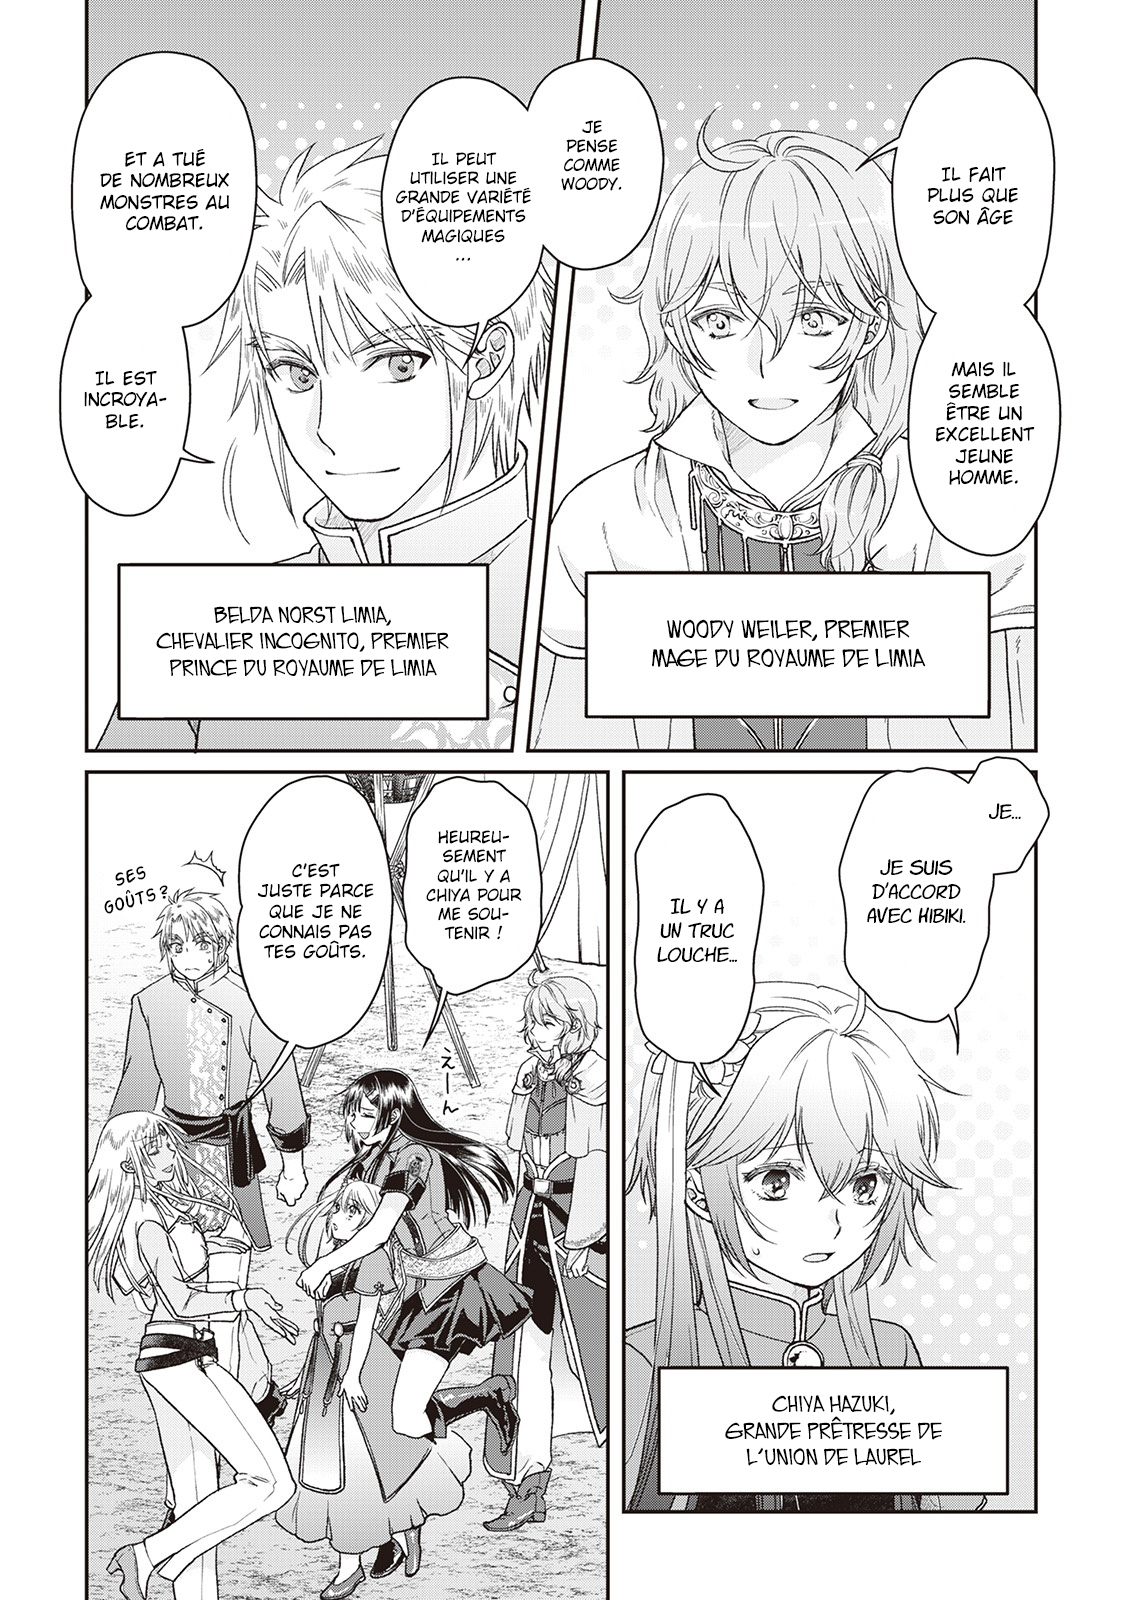 IL FAIT
PLUS QUE
SON ÂGE
MAIS IL
SEMBLE
ÊTRE UN
EXCELLENT
JEUNE
HOMME.
WOODY WEILER, PREMIER
MAGE DU ROYAUME DE LIMIA
JE
PENSE
COMME
WOODY.
IL PEUT
UTILISER UNE
GRANDE VARIÉTÉ
D'ÉQUIPEMENTS
MAGIQUES
...
ET A TUÉ
DE NOMBREUX
MONSTRES AU
COMBAT.
IL EST
INCROYA-
BLE.
BELDA NORST LIMIA,
CHEVALIER INCOGNITO, PREMIER
PRINCE DU ROYAUME DE LIMIA
JE...
JE SUIS
D'ACCORD
AVEC HIBIKI.
IL Y A
UN TRUC
LOUCHE...
CHIYA HAZUKI,
GRANDE PRÊTRESSE DE
L'UNION DE LAUREL
HEUREU-
SEMENT
QU'IL Y A
CHIYA POUR
ME SOU-
TENIR !
えーん
C'EST
JUSTE PARCE
QUE JE NE
CONNAIS PAS
TES GOÛTS.
SES
GOÛTS?